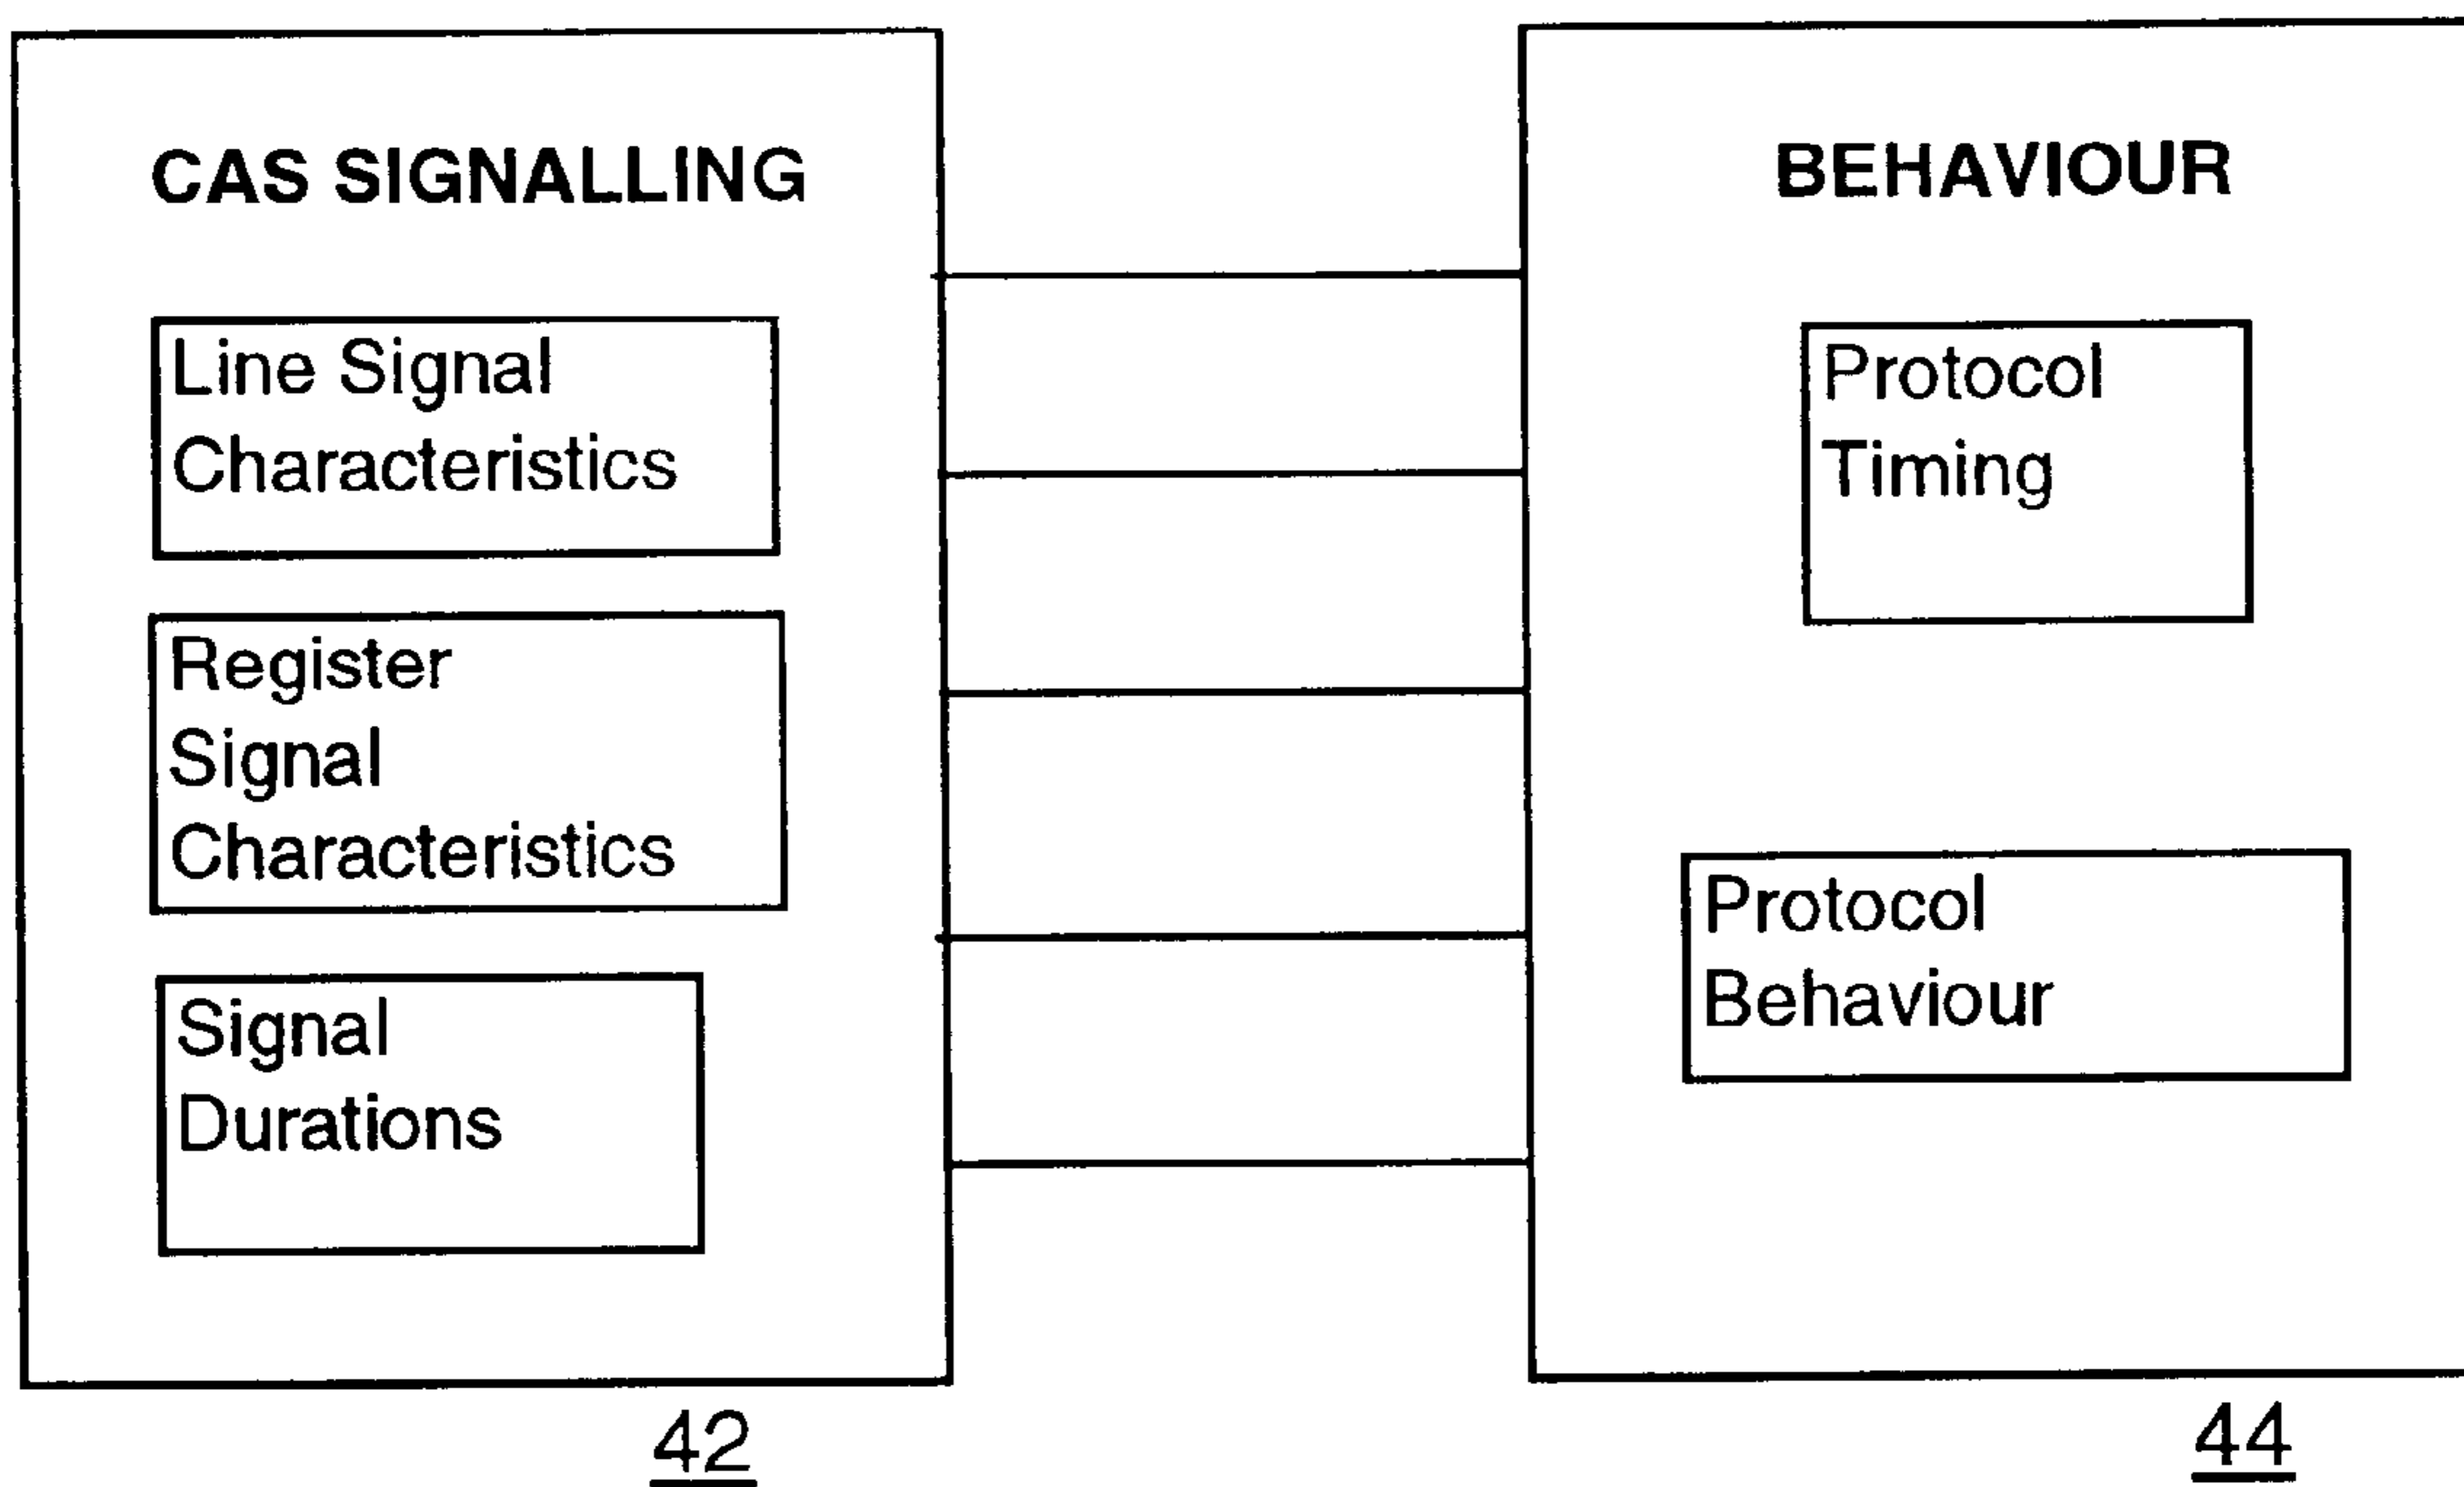 CAS SIGNALLING
Line Signal
Characteristics
Register
Signal
Characteristics
Signal
Durations
42
BEHAVIOUR
Protocol
Timing
Protocol
Behaviour
44